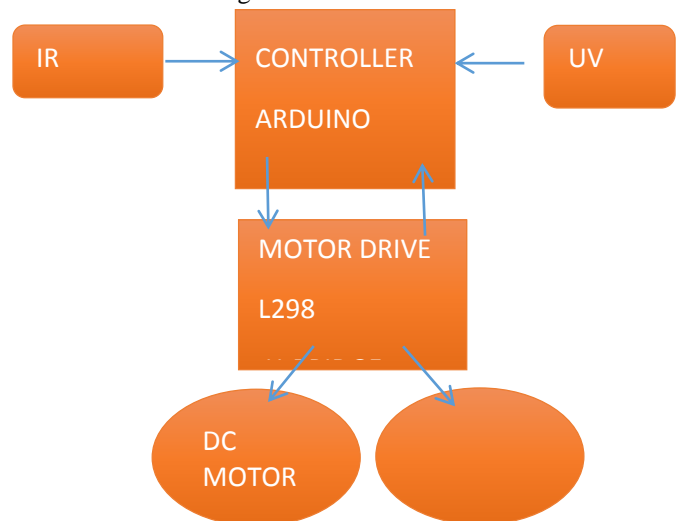 IR
CONTROLLER
ARDUINO
UV
MOTOR DRIVE
L298
DC
MOTOR